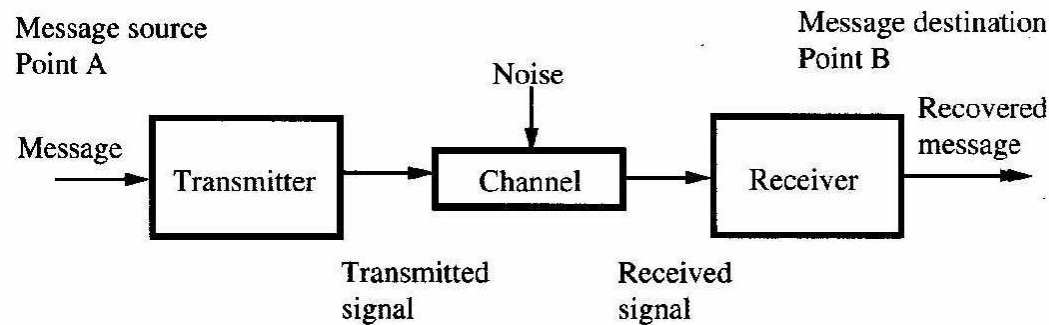 Message source
Point A
Message destination
Point B
Noise
Message
Transmitter
Channel
Receiver
Recovered
message
Transmitted
signal
Received
signal